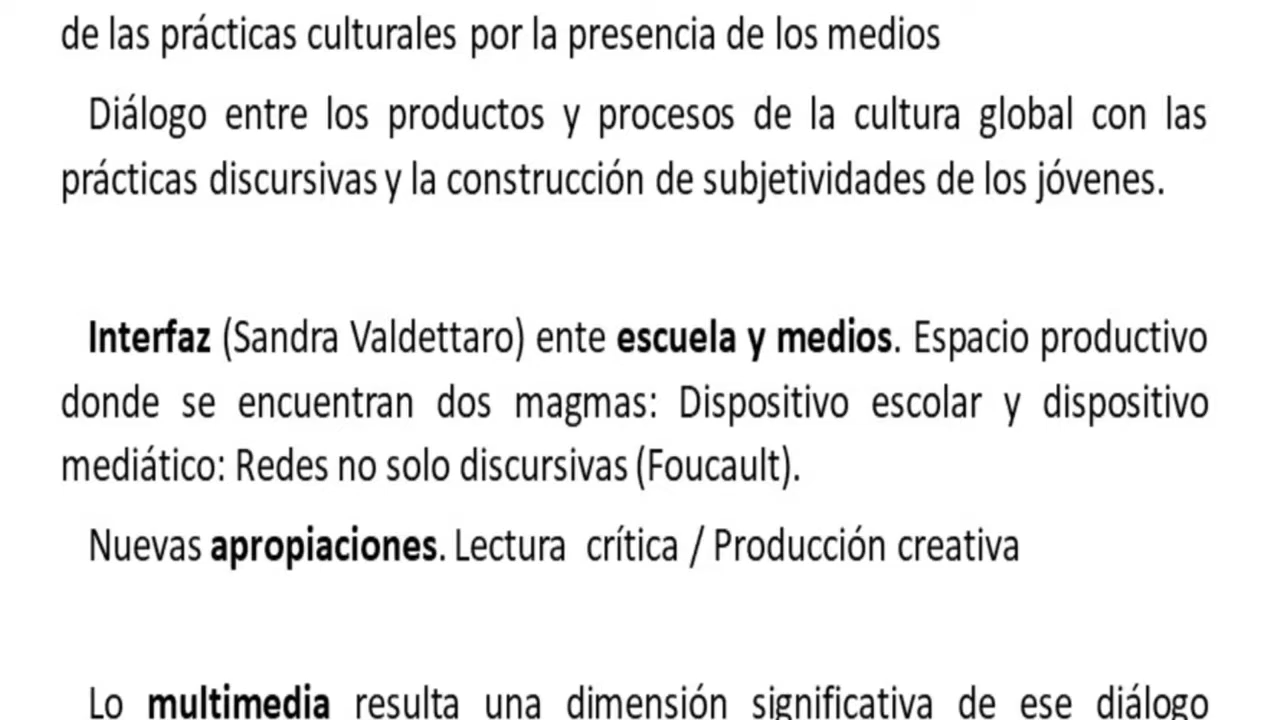 de las prácticas culturales por la presencia de los medios
Diálogo entre los productos y procesos de la cultura global con las
prácticas discursivas y la construcción de subjetividades de los jóvenes.
Interfaz (Sandra Valdettaro) ente escuela y medios. Espacio productivo
donde se encuentran dos magmas: Dispositivo escolar y dispositivo
mediático: Redes no solo discursivas (Foucault).
Nuevas apropiaciones. Lectura crítica / Producción creativa
Lo multimedia resulta una dimensión significativa de ese diálogo